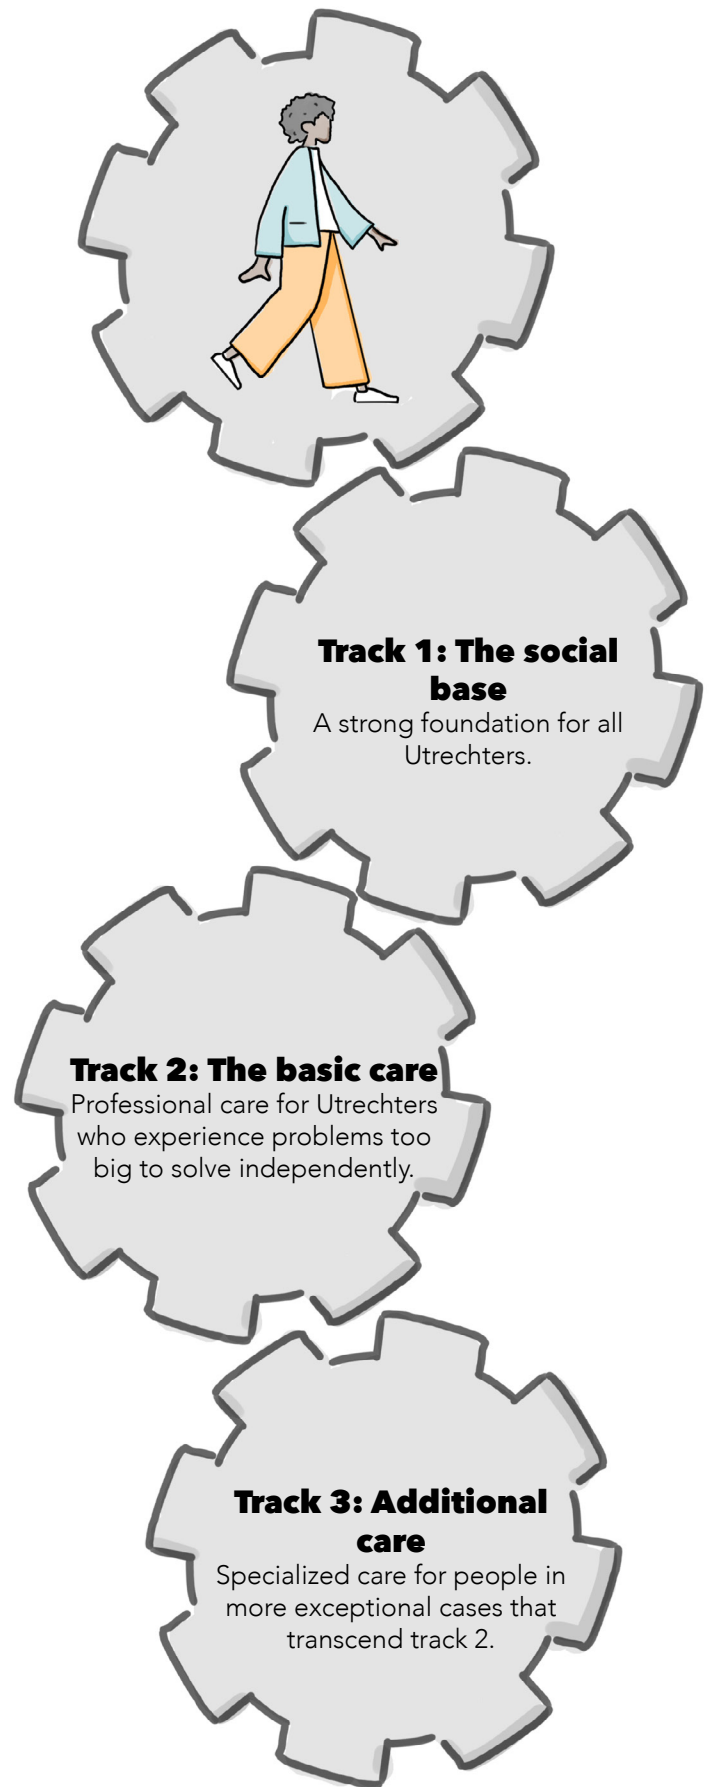 Track 1: The social
base
A strong foundation for all
Utrechters.
Track 2: The basic care
Professional care for Utrechters
who experience problems too
big to solve independently.
Track 3: Additional
care
Specialized care for people in
more exceptional cases that
transcend track 2.